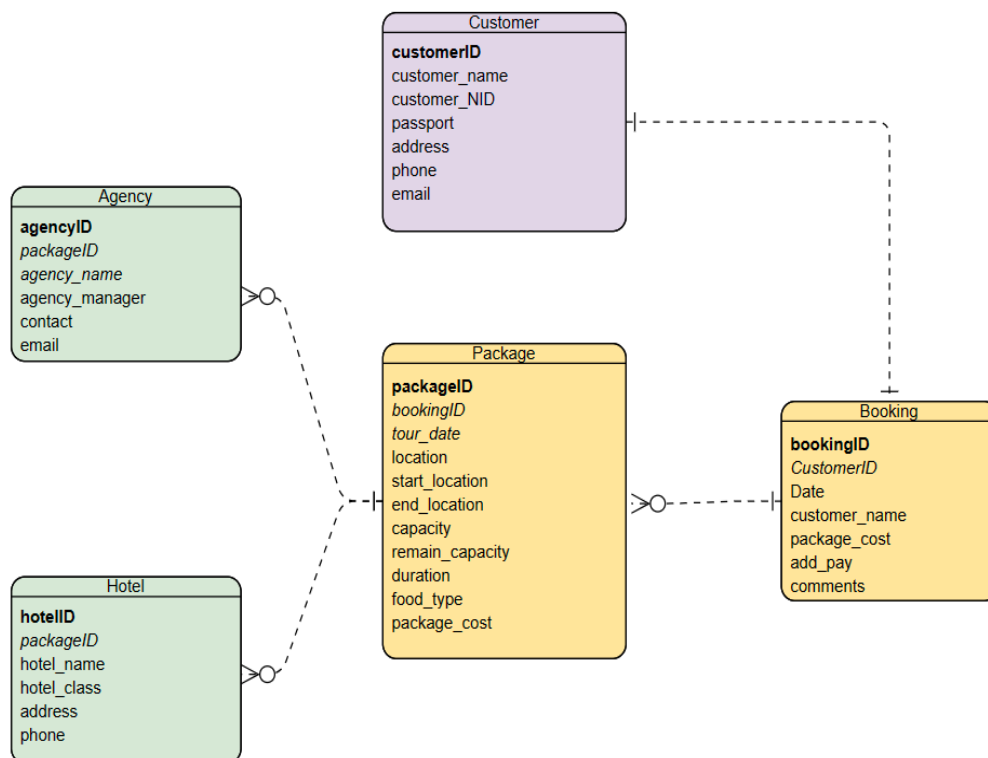 Customer
customerID
customer_name
customer_NID
passport
address
phone
email
Agency
agencyID
packageID
agency_name
agency_manager
contact
email
Package
packageID
bookingID
tour_date
location
start_location
end_location
capacity
remain_capacity
duration
food_type
package_cost
Booking
bookingID
CustomerID
Date
customer_name
package_cost
add_pay
comments
Hotel
hotelID
packageID
hotel_name
hotel_class
address
phone